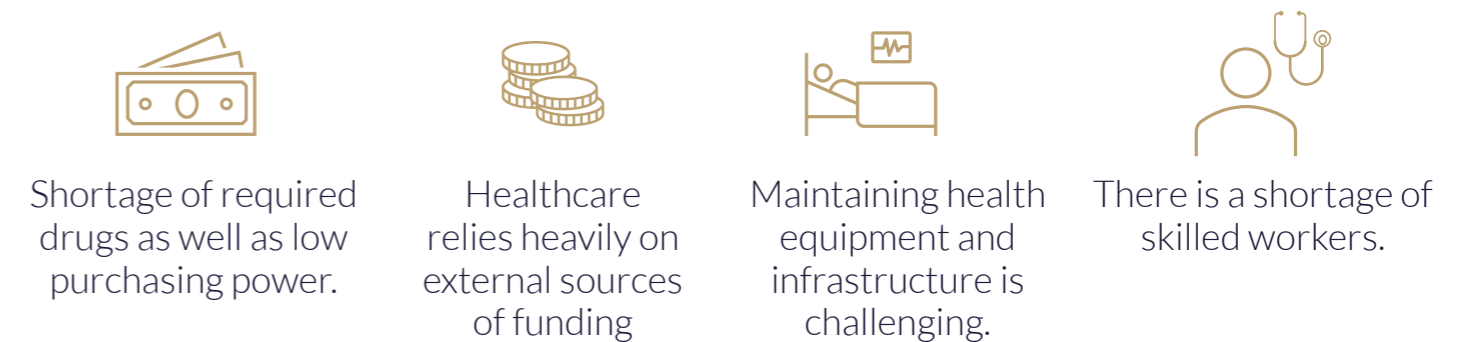 Shortage of required
drugs as well as low
purchasing power.
Healthcare
relies heavily on
external sources
of funding
Maintaining health
equipment and
infrastructure is
challenging.
There is a shortage of
skilled workers.